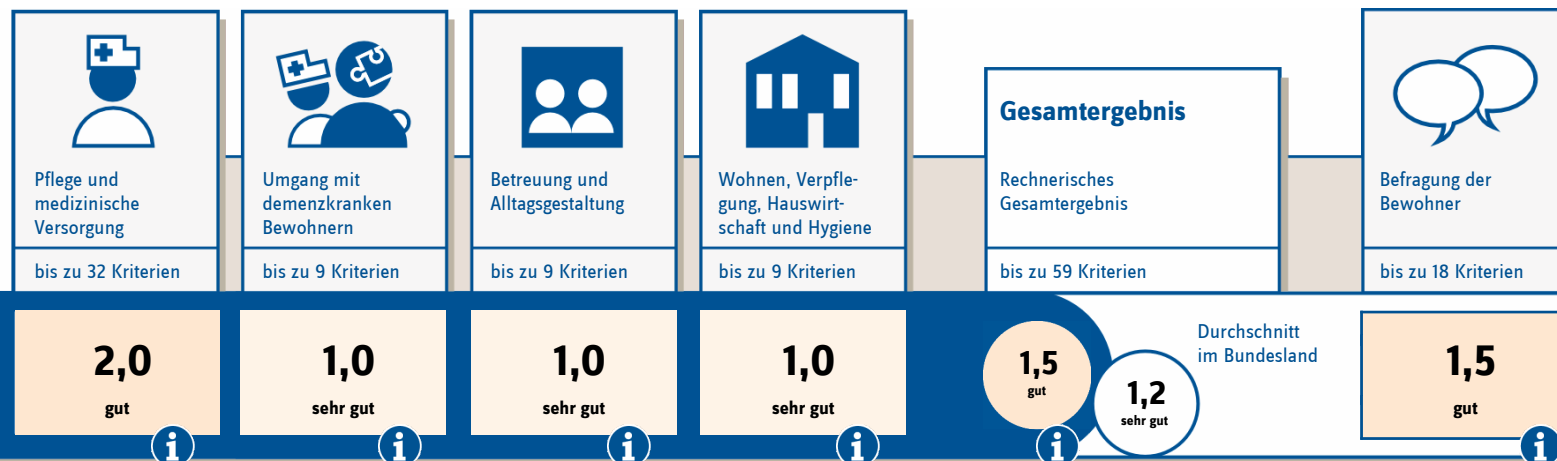 Pflege und
medizinische
Versorgung
bis zu 32 Kriterien
2,0
gut
i
Umgang mit
demenzkranken
Bewohnern
bis zu 9 Kriterien
1,0
sehr gut
i
Betreuung und
Alltagsgestaltung
bis zu 9 Kriterien
1,0
sehr gut
i
Wohnen, Verpfle-
gung, Hauswirt-
schaft und Hygiene
bis zu 9 Kriterien
1,0
sehr gut
i
Gesamtergebnis
Rechnerisches
Gesamtergebnis
bis zu 59 Kriterien
1,5
gut
i
1,2
sehr gut
Durchschnitt
im Bundesland
Befragung der
Bewohner
bis zu 18 Kriterien
1,5
gut
i